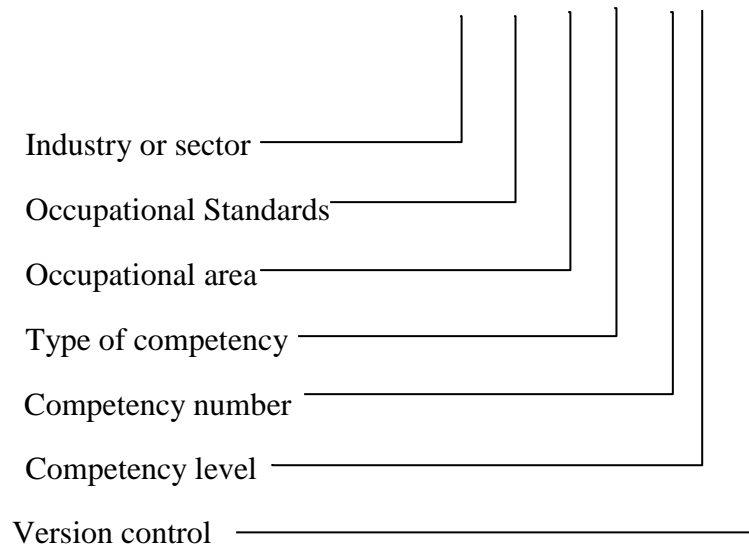 Industry or sector
Occupational Standards
Occupational area
Type of competency
Competency number
Competency level
Version control